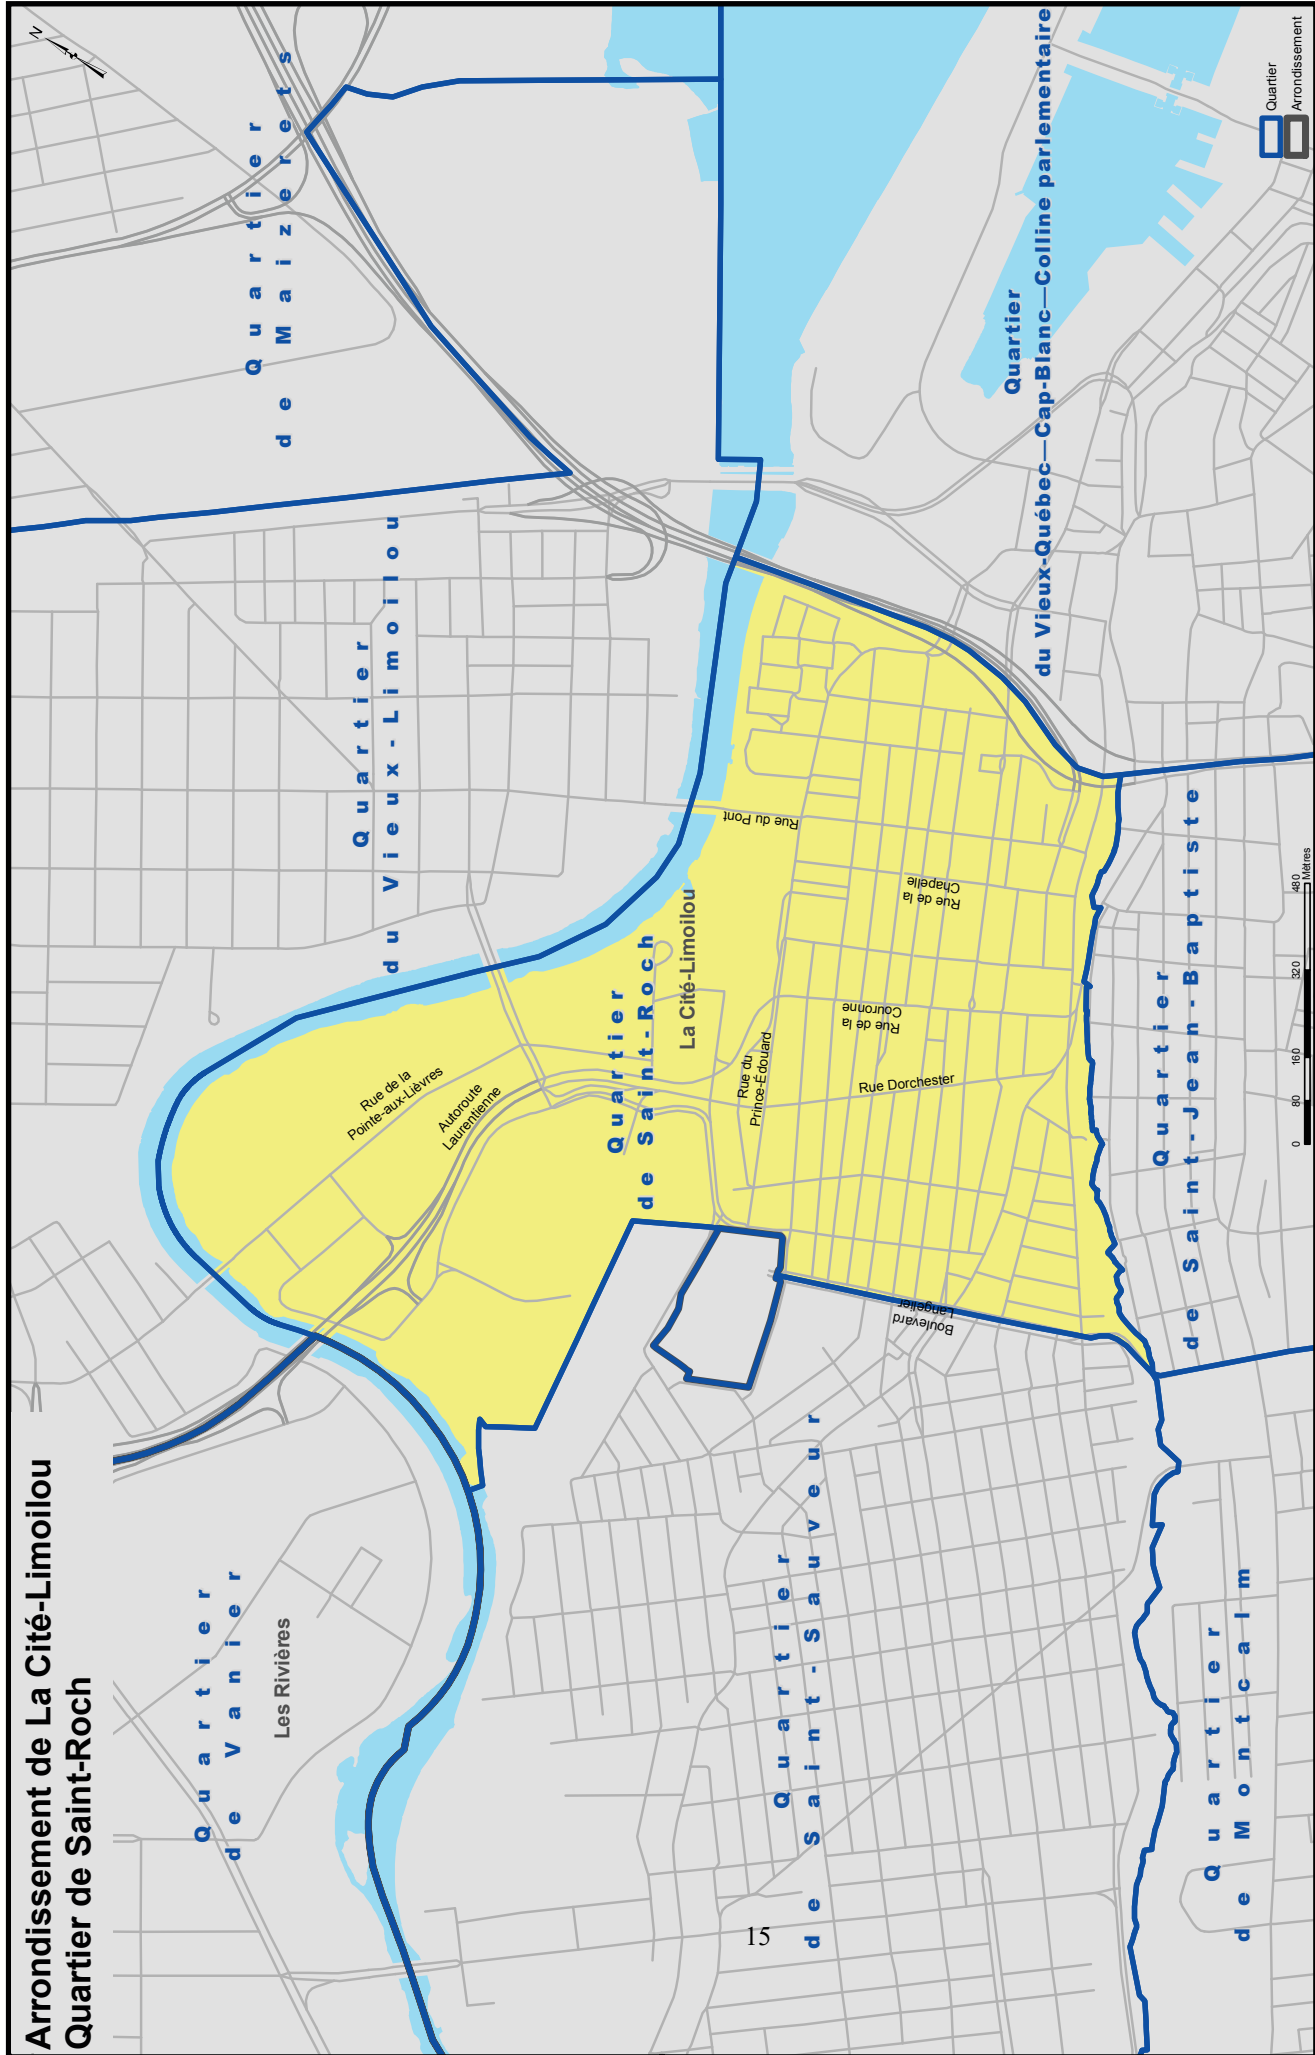 Arrondissement de La Cité-Limoilou
Quartier de Saint-Roch
N
Quartier
de Vanier
Les Rivières
Quartier
du Vieux-Limoilou
Quartier
de Maizerets
Rue de la
Pointe-aux-Lièvres
Autoroute
Laurentienne
Quartier
de Saint-Roch
La Cité-Limoilou
Rue du Pont
Rue du
Prince-Édouard
Rue de la
Couronne
Rue de la
Chapelle
Rue Dorchester
Boulevard
Langelier
Quartier
de Saint-Sauveur
Quartier
du Vieux-Québec—Cap-Blanc—Colline parlementaire
Quartier
de Saint-Jean-Baptiste
Quartier
de Montcalm
0 80 160 320 480
Mètres
Quartier
Arrondissement
15